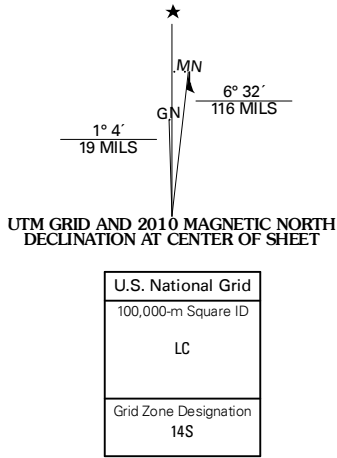 MN
GN
6° 32´
116 MILS
1° 4´
19 MILS
UTM GRID AND 2010 MAGNETIC NORTH
DECLINATION AT CENTER OF SHEET
U.S. National Grid
100,000-m Square ID
LC
Grid Zone Designation
14S